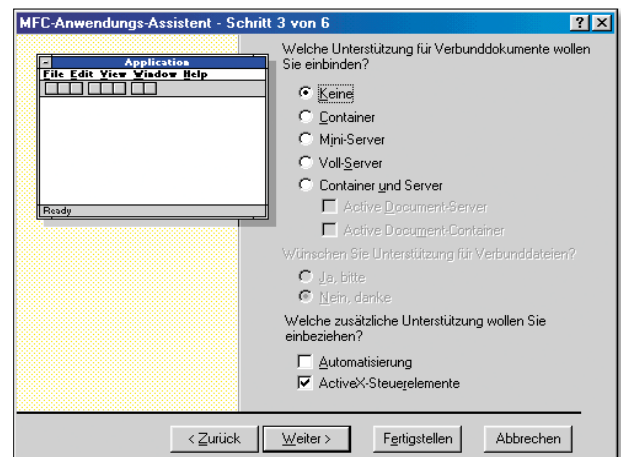 MFC-Anwendungs-Assistent - Schritt 3 von 6
Application
File Edit View Window Help
Ready
Welche Unterstützung für Verbunddokumente wollen
Sie einbinden?
Keine
Container
Mini-Server
Voll-Server
Container und Server
Active Document-Server
Active Document-Container
Wünschen Sie Unterstützung für Verbunddateien?
Ja, bitte
Nein, danke
Welche zusätzliche Unterstützung wollen Sie
einbeziehen?
Automatisierung
ActiveX-Steuerelemente
< Zurück
Weiter >
Fertigstellen
Abbrechen